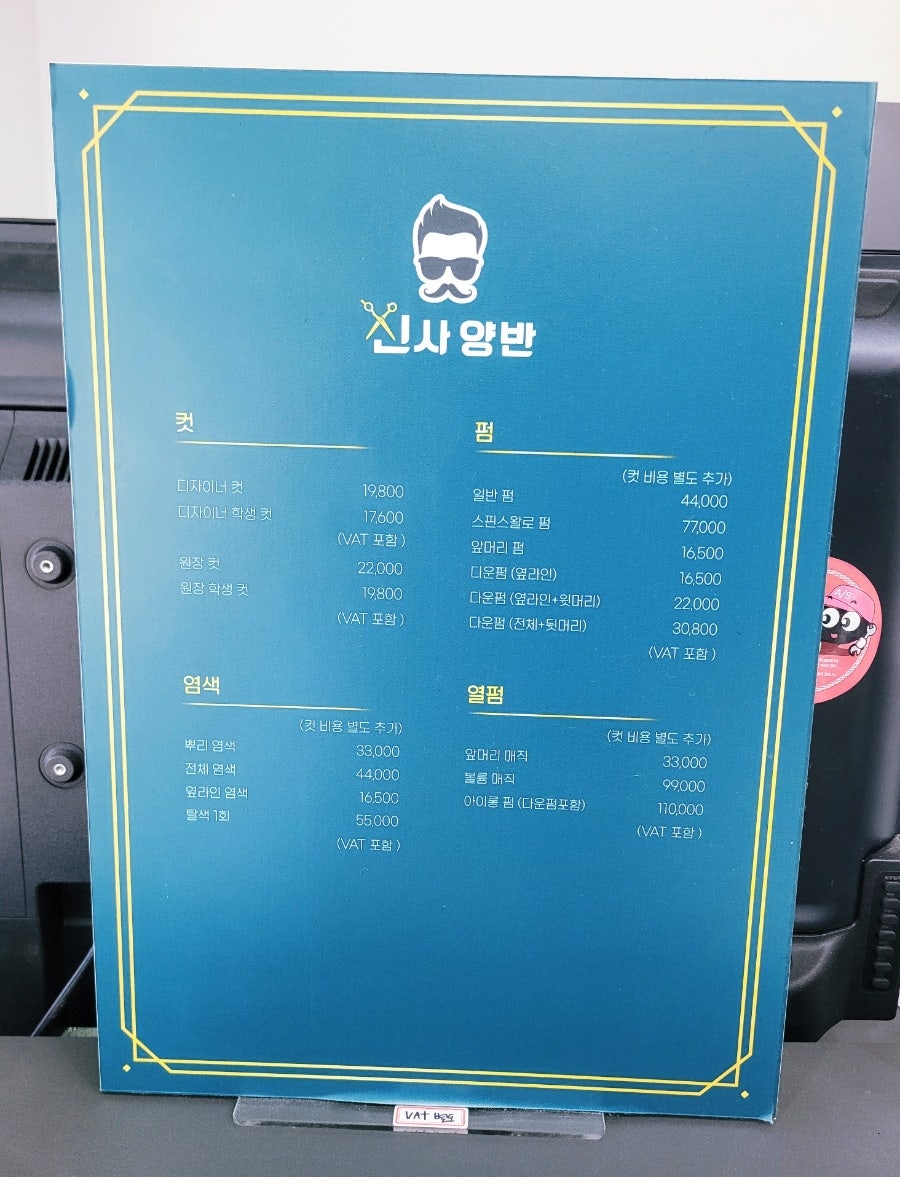 신사 양반
컷
디자이너 컷 19,800
디자이너 학생 컷 17,600
(VAT 포함)
원장 컷 22,000
원장 학생 컷 19,800
(VAT 포함)
펌
(컷 비용 별도 추가)
일반 펌 44,000
스핀스왈로 펌 77,000
앞머리 펌 16,500
다운펌 (옆라인) 16,500
다운펌 (옆라인+윗머리) 22,000
다운펌 (전체+뒷머리) 30,800
(VAT 포함)
염색
(컷 비용 별도 추가)
뿌리 염색 33,000
전체 염색 44,000
옆라인 염색 16,500
탈색 1회 55,000
(VAT 포함)
열펌
(컷 비용 별도 추가)
앞머리 매직 33,000
볼륨 매직 99,000
아이롱 펌 (다운펌포함) 110,000
(VAT 포함)
A/S
VAT 별도